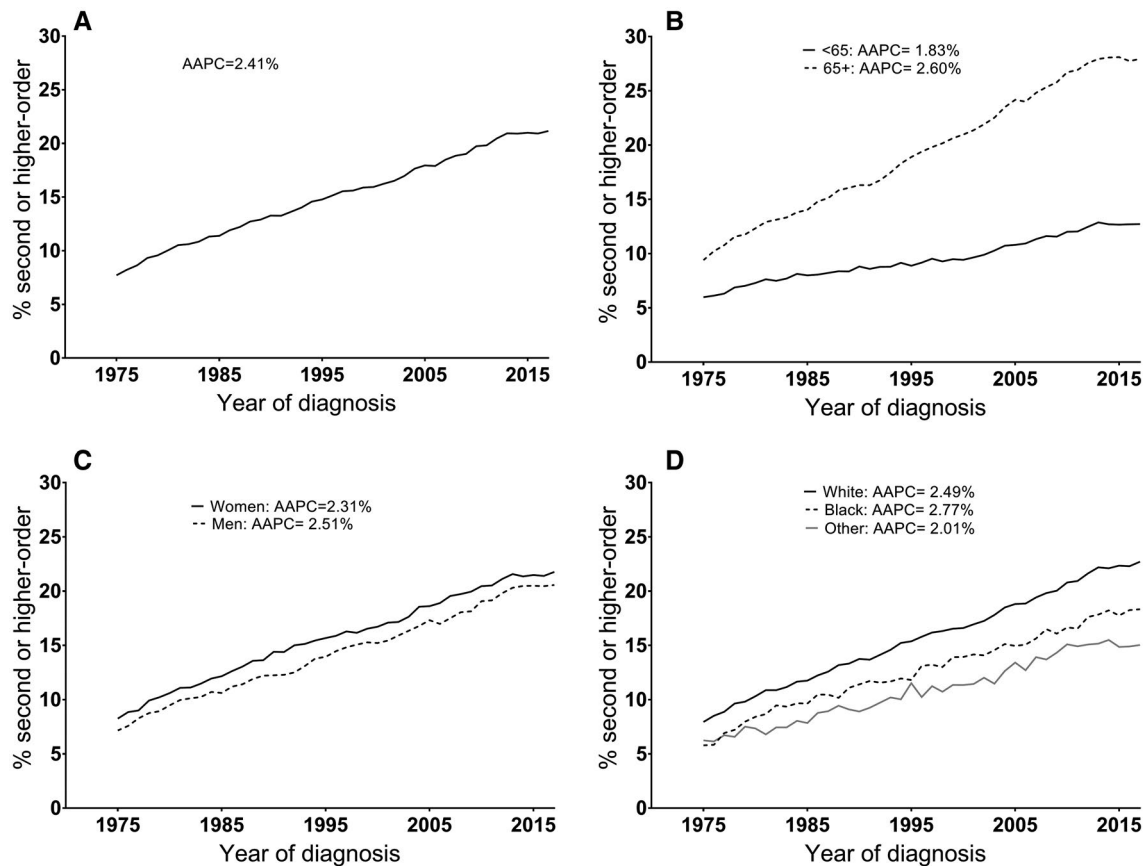 A
AAPC=2.41%
% second or higher-order
30
25
20
15
10
5
0
1975 1985 1995 2005 2015
Year of diagnosis
B
<65: AAPC= 1.83%
65+: AAPC= 2.60%
% second or higher-order
30
25
20
15
10
5
0
1975 1985 1995 2005 2015
Year of diagnosis
C
Women: AAPC=2.31%
Men: AAPC= 2.51%
% second or higher-order
30
25
20
15
10
5
0
1975 1985 1995 2005 2015
Year of diagnosis
D
White: AAPC= 2.49%
Black: AAPC= 2.77%
Other: AAPC= 2.01%
% second or higher-order
30
25
20
15
10
5
0
1975 1985 1995 2005 2015
Year of diagnosis